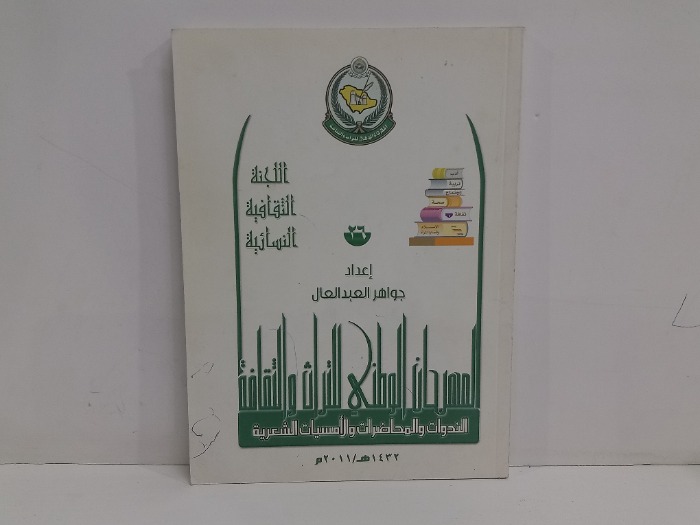 اللجنة
الثقافية
النسائية
٢٦
إعداد
جواهر العبدالعال
المهرجان الوطني للتراث والثقافة
الندوات والمحاضرات والأمسيات الشعرية
١٤٣٢هـ/٢٠١١م